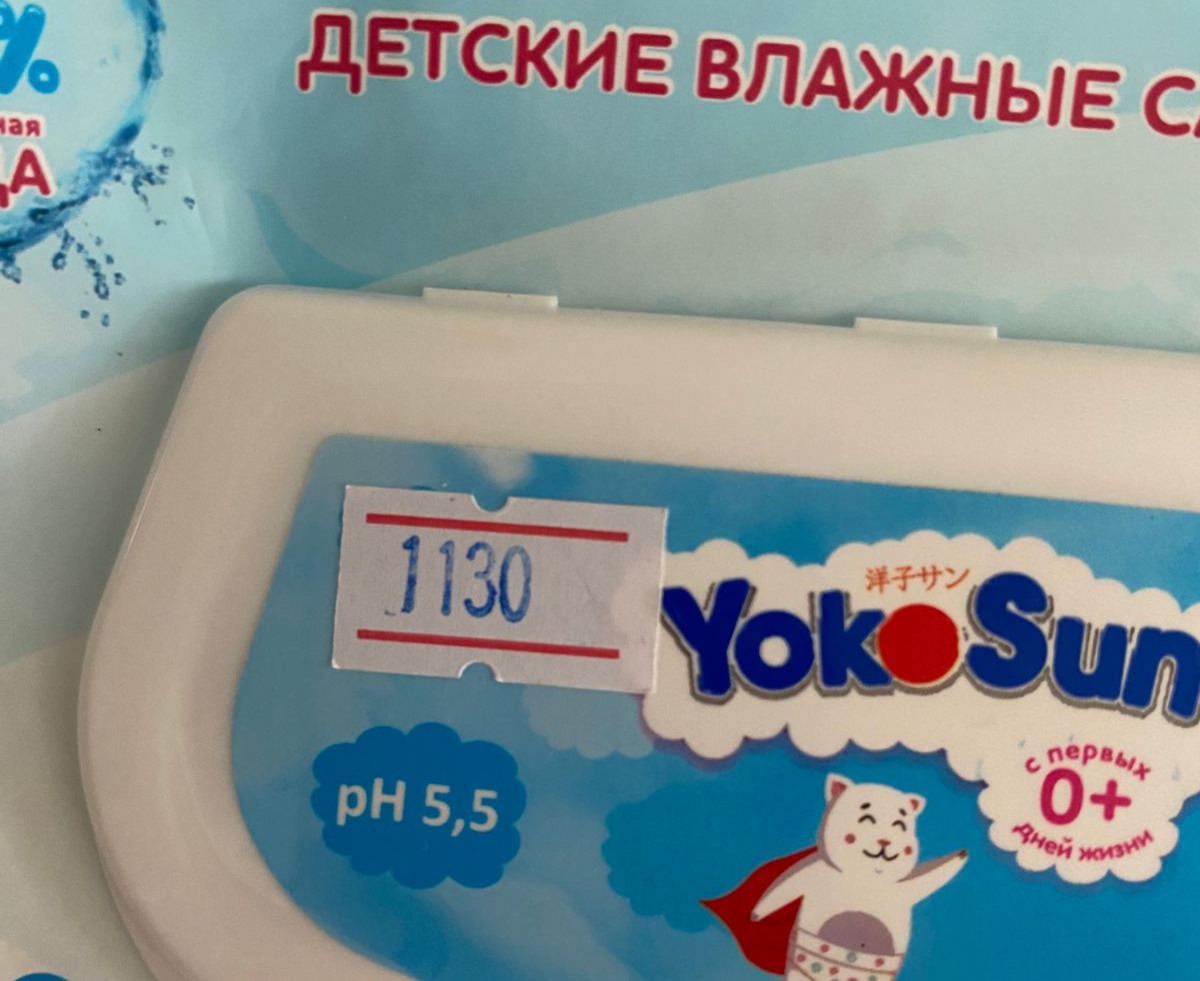 %
ДЕТСКИЕ ВЛАЖНЫЕ
1130
洋子サン
YokoSun
pH 5,5
с первых
0+
дней жизни